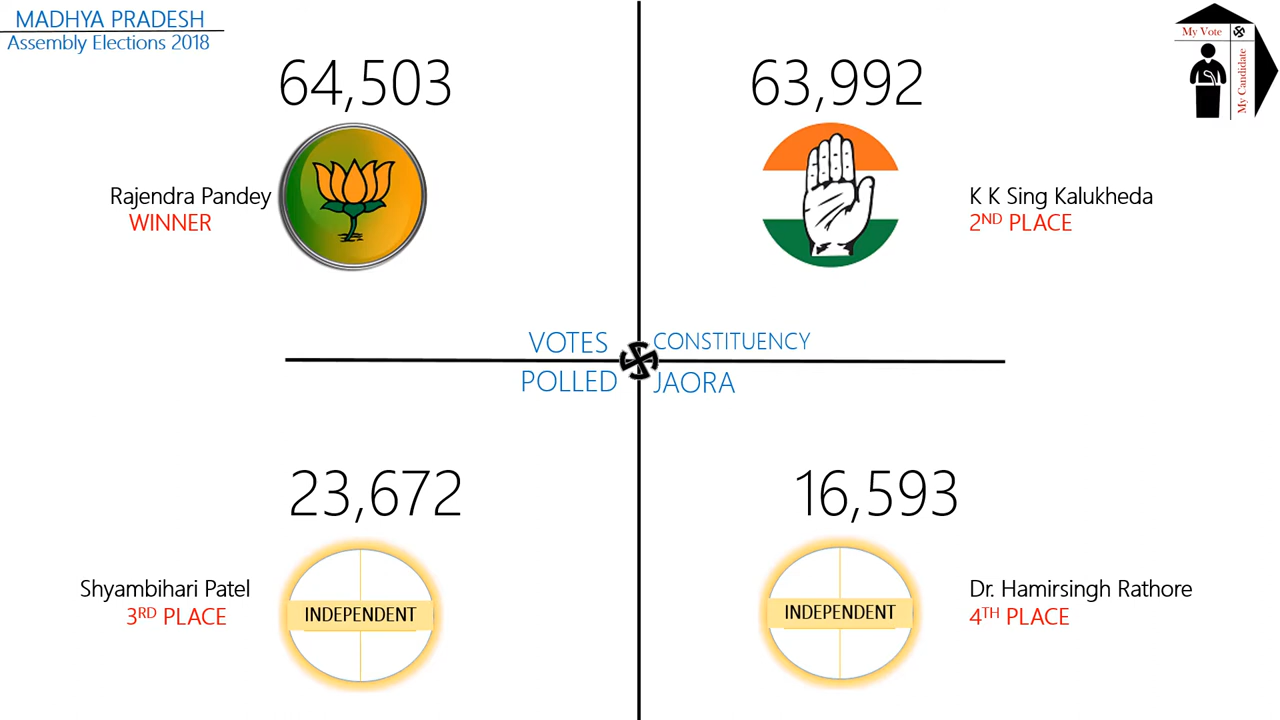 MADHYA PRADESH
Assembly Elections 2018
My Vote
My Candidate
64,503
Rajendra Pandey
WINNER
63,992
K K Sing Kalukheda
2ND PLACE
VOTES
POLLED
CONSTITUENCY
JAORA
23,672
Shyambihari Patel
3RD PLACE
INDEPENDENT
16,593
INDEPENDENT
Dr. Hamirsingh Rathore
4TH PLACE